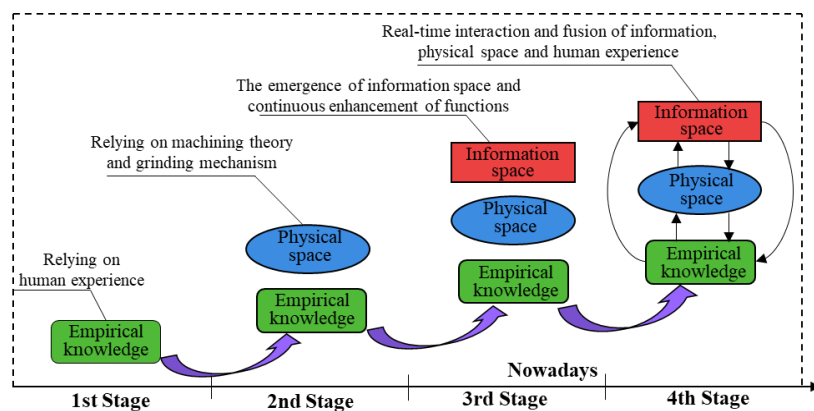 Real-time interaction and fusion of information,
physical space and human experience
The emergence of information space and
continuous enhancement of functions
Relying on machining theory
and grinding mechanism
Relying on
human experience
Empirical
knowledge
Physical
space
Empirical
knowledge
Information
space
Physical
space
Empirical
knowledge
Information
space
Physical
space
Empirical
knowledge
Nowadays
1st Stage
2nd Stage
3rd Stage
4th Stage